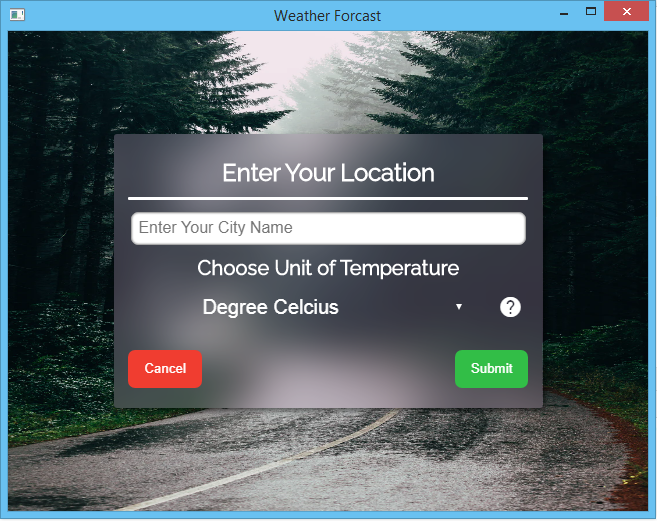 Weather Forcast
Enter Your Location
Enter Your City Name
Choose Unit of Temperature
Degree Celcius ▼ ?
Cancel Submit